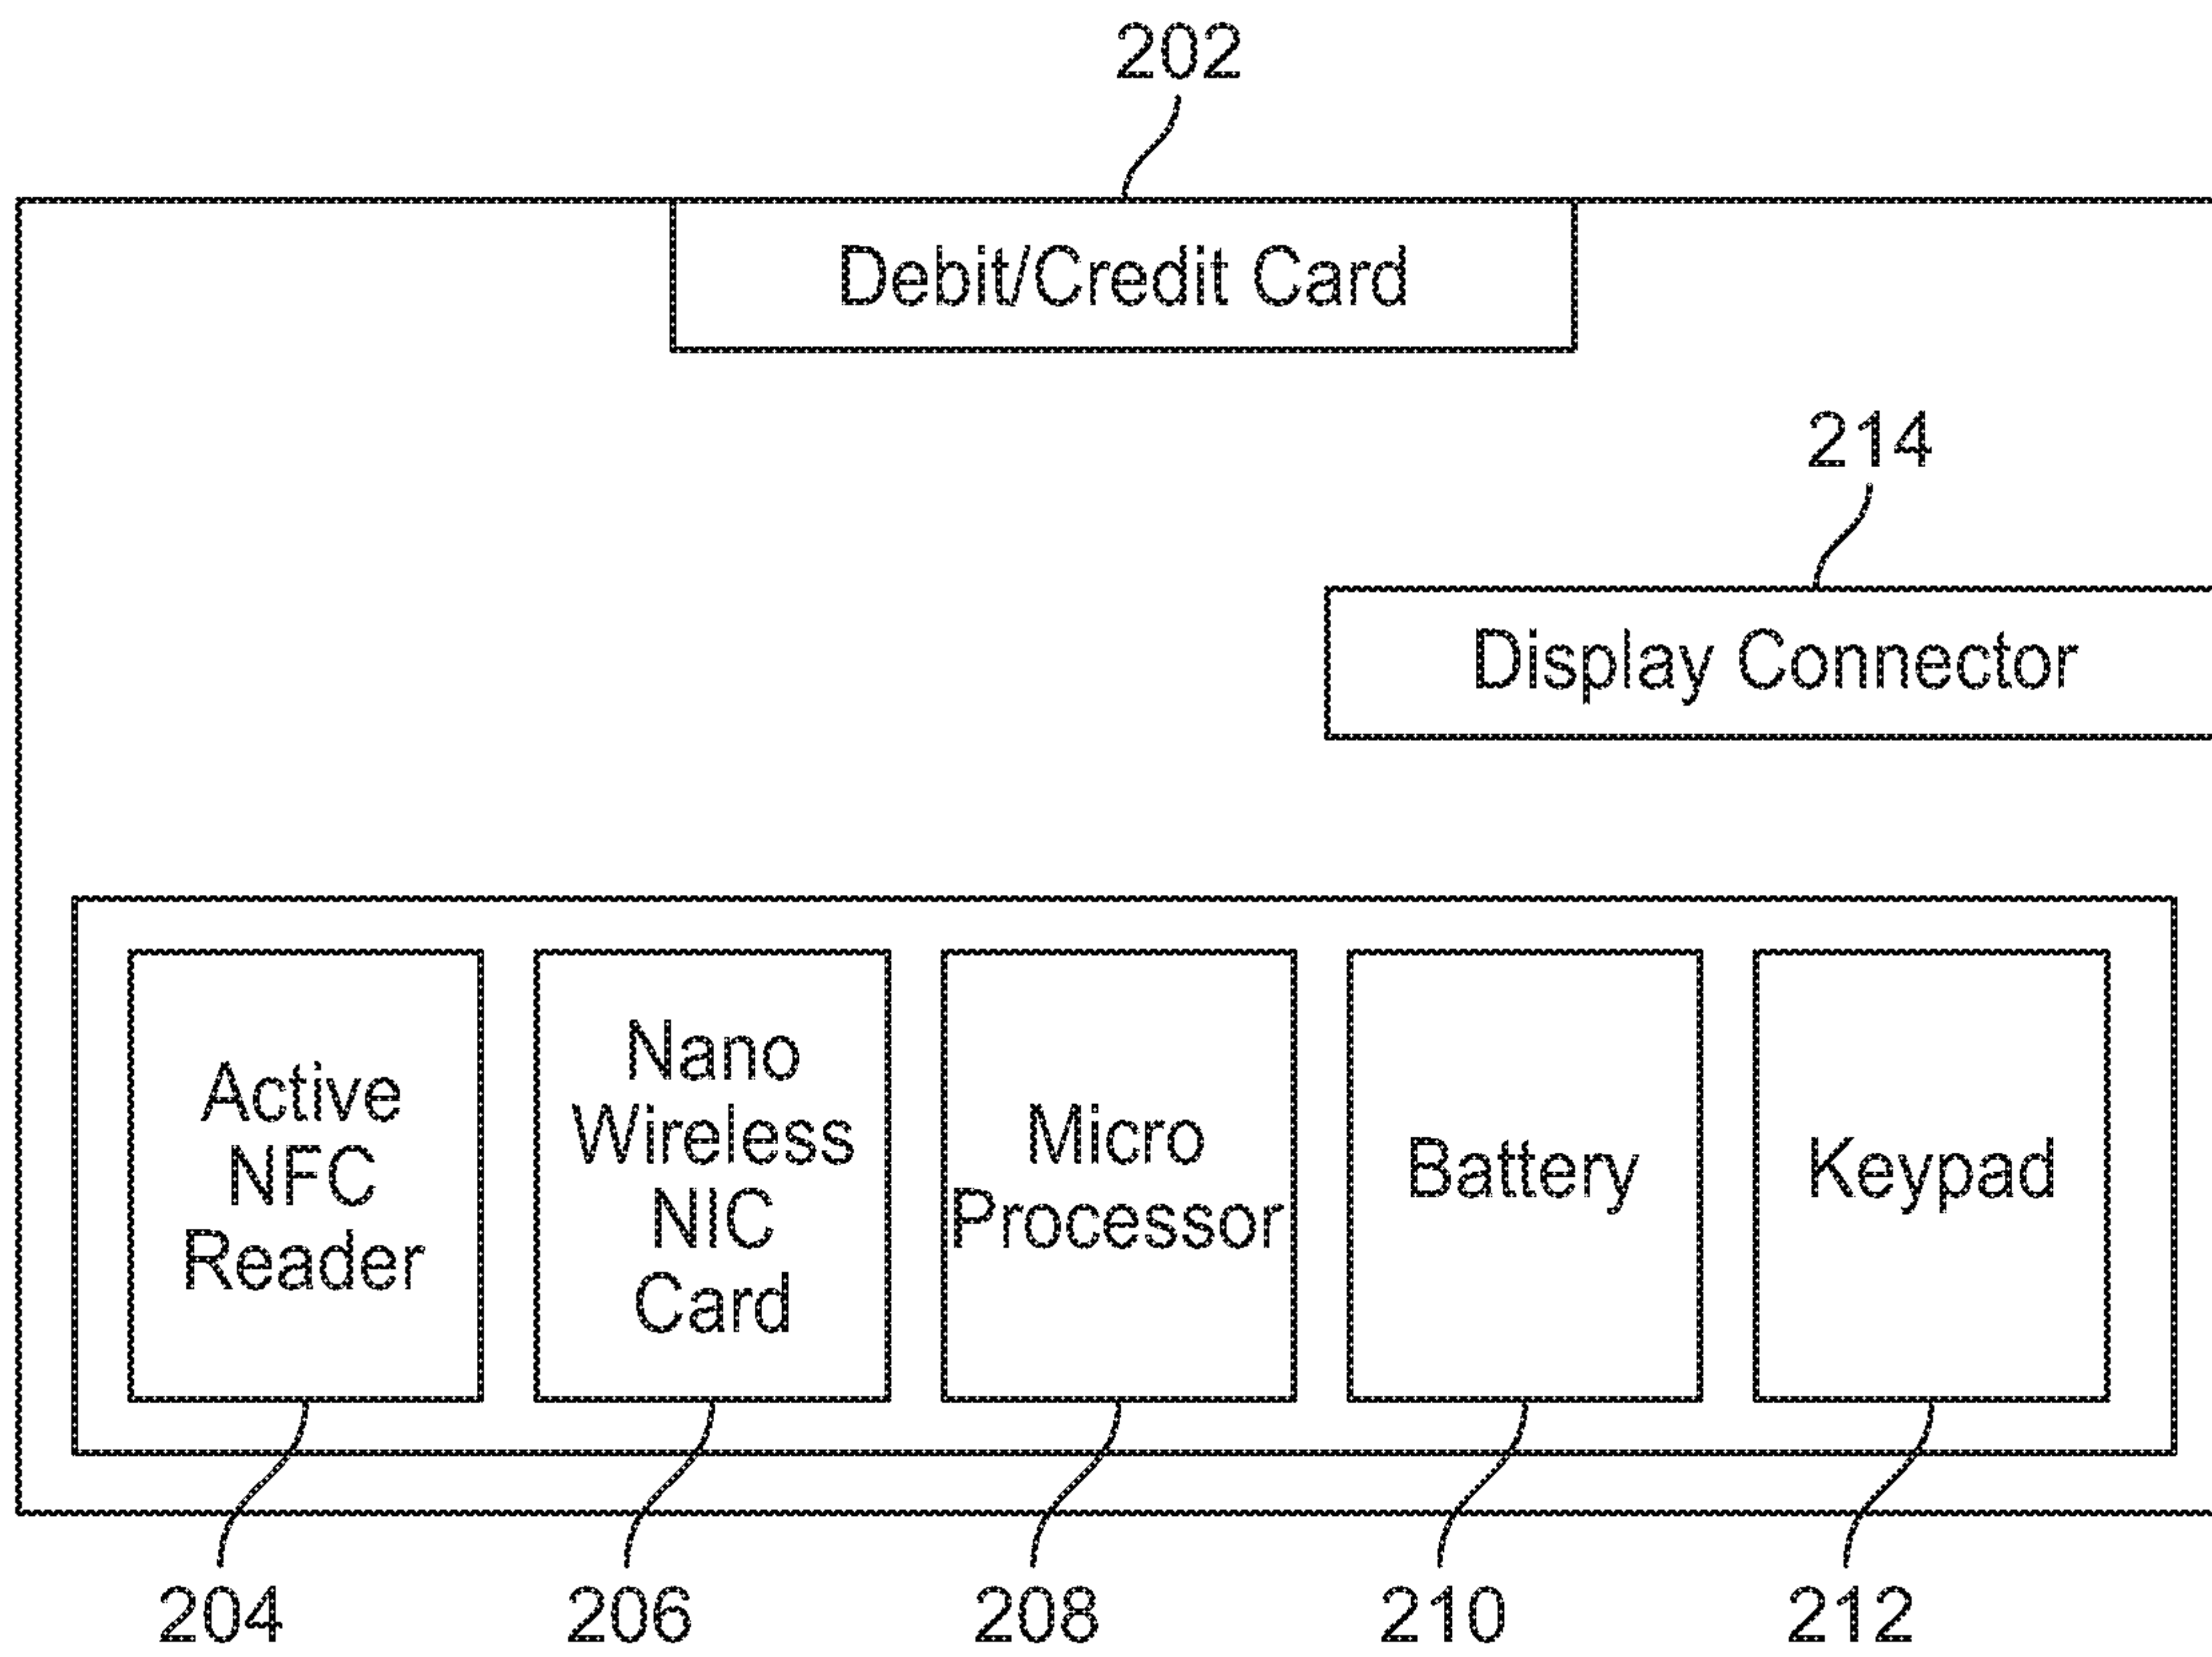 202
Debit/Credit Card
214
Display Connector
Active
NFC
Reader
Nano
Wireless
NIC
Card
Micro
Processor
Battery
Keypad
204
206
208
210
212